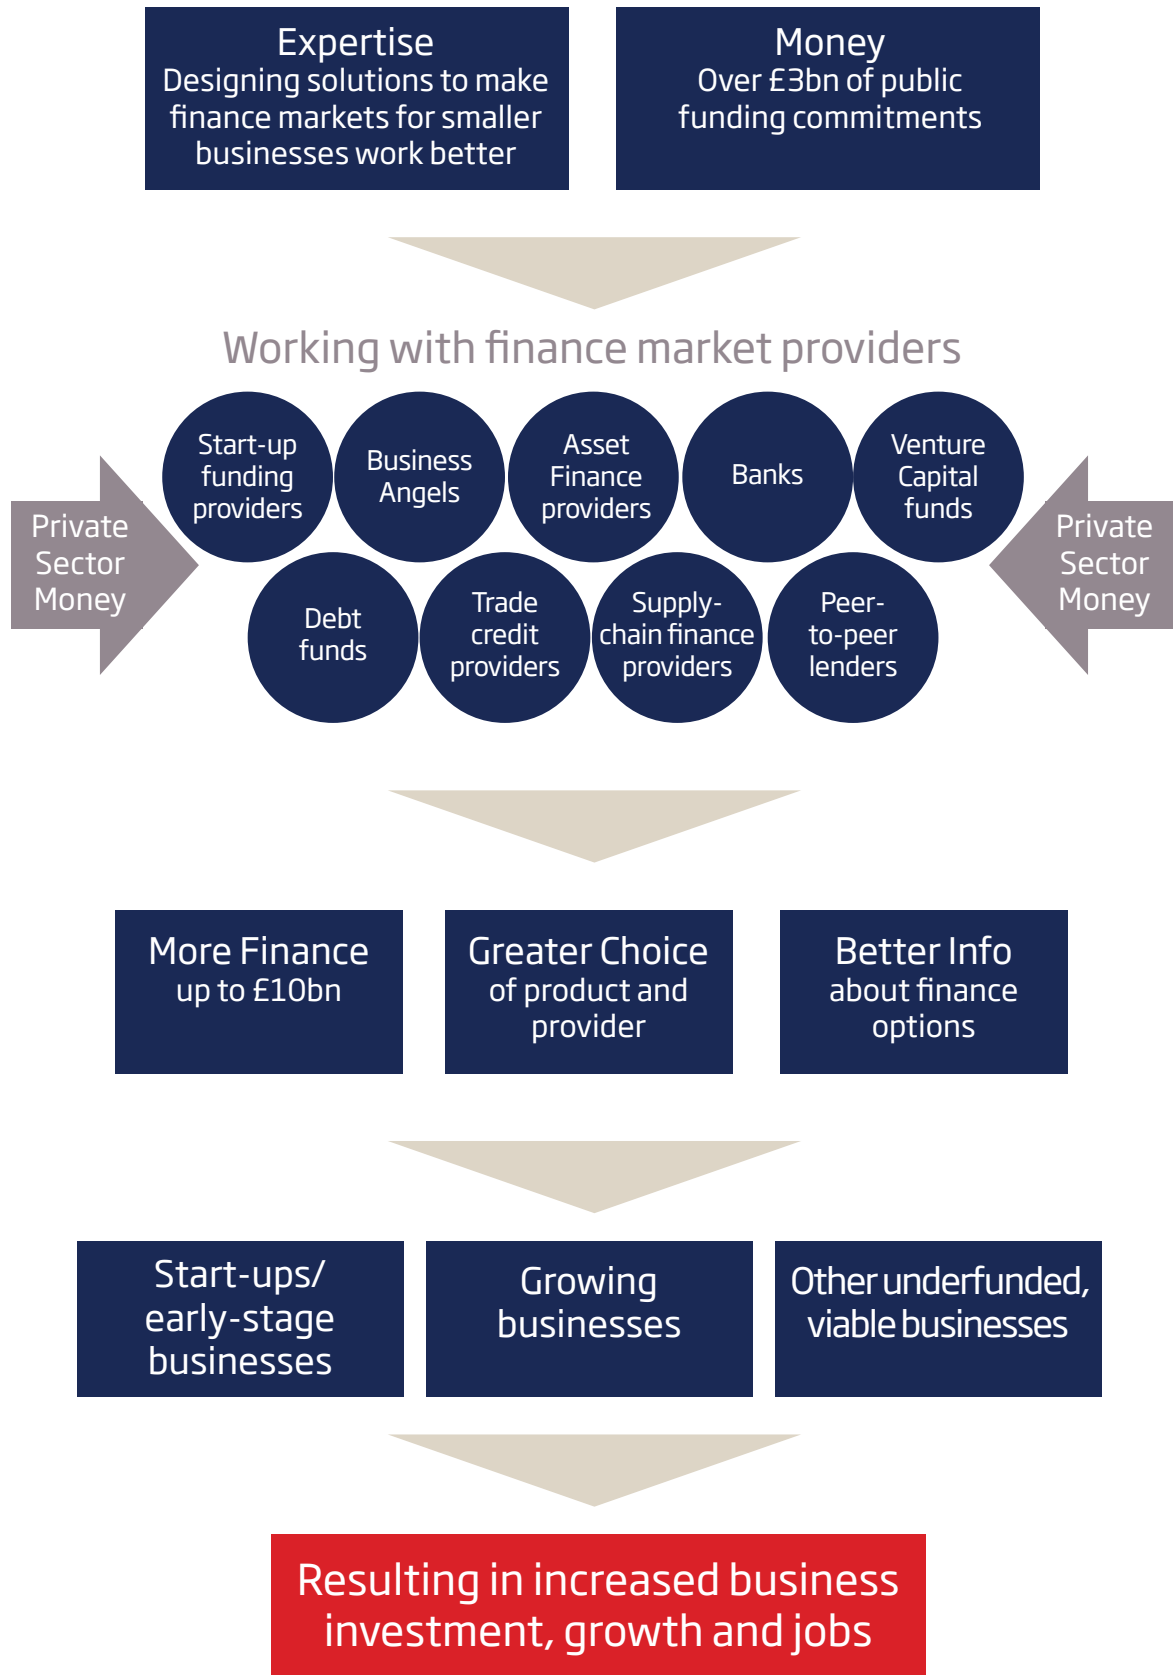 Expertise
Designing solutions to make
finance markets for smaller
businesses work better
Money
Over £3bn of public
funding commitments
Working with finance market providers
Start-up
funding
providers
Business
Angels
Asset
Finance
providers
Banks
Venture
Capital
funds
Private
Sector
Money
Private
Sector
Money
Debt
funds
Trade
credit
providers
Supply-
chain finance
providers
Peer-
to-peer
lenders
More Finance
up to £10bn
Greater Choice
of product and
provider
Better Info
about finance
options
Start-ups/
early-stage
businesses
Growing
businesses
Other underfunded,
viable businesses
Resulting in increased business
investment, growth and jobs